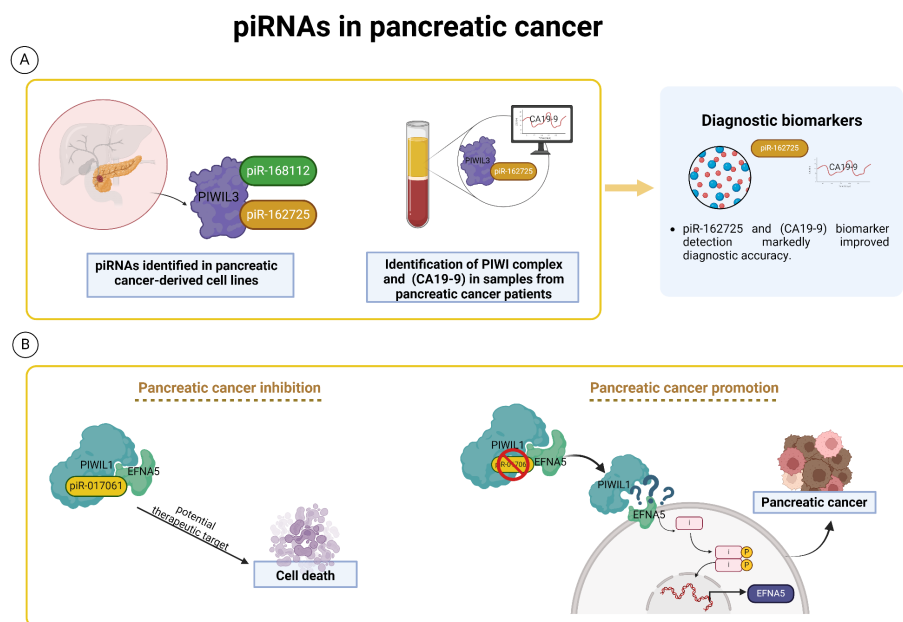 piRNAs in pancreatic cancer
A
PIWIL3
piR-168112
piR-162725
piRNAs identified in pancreatic
cancer-derived cell lines
CA19-9
PIWIL3
piR-162725
Identification of PIWI complex
and (CA19-9) in samples from
pancreatic cancer patients
Diagnostic biomarkers
piR-162725
CA19-9
• piR-162725 and (CA19-9) biomarker
detection markedly improved
diagnostic accuracy.
B
Pancreatic cancer inhibition
PIWIL1
EFNA5
piR-017061
potential
therapeutic target
Cell death
Pancreatic cancer promotion
PIWIL1
piR-017061
EFNA5
PIWIL1
???
EFNA5
I
I P
I P
EFNA5
Pancreatic cancer